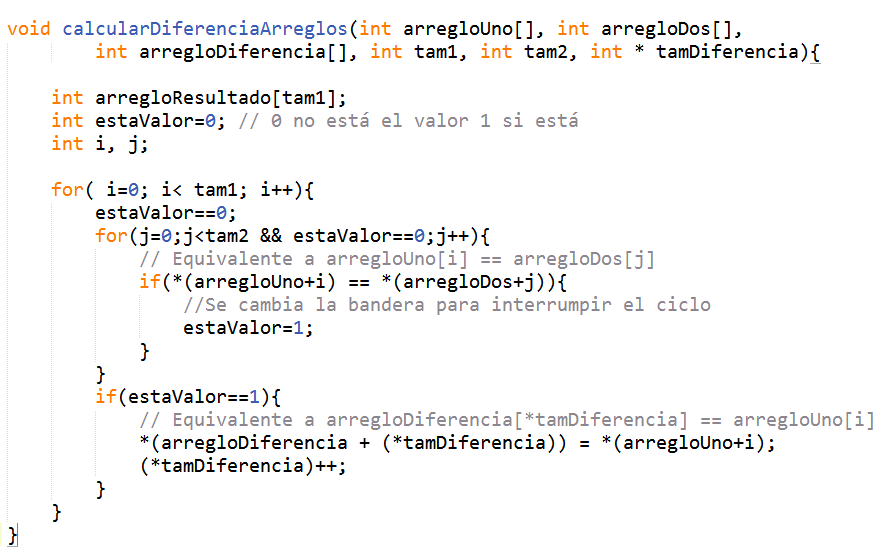 void calcularDiferenciaArreglos(int arregloUno[], int arregloDos[],
int arregloDiferencia[], int tam1, int tam2, int * tamDiferencia){
int arregloResultado[tam1];
int estaValor=0; // 0 no está el valor 1 si está
int i, j;
for( i=0; i< tam1; i++){
estaValor==0;
for(j=0;j<tam2 && estaValor==0;j++){
// Equivalente a arregloUno[i] == arregloDos[j]
if(*(arregloUno+i) == *(arregloDos+j)){
//Se cambia la bandera para interrumpir el ciclo
estaValor=1;
}
}
if(estaValor==1){
// Equivalente a arregloDiferencia[*tamDiferencia] == arregloUno[i]
*(arregloDiferencia + (*tamDiferencia)) = *(arregloUno+i);
(*tamDiferencia)++;
}
}
}